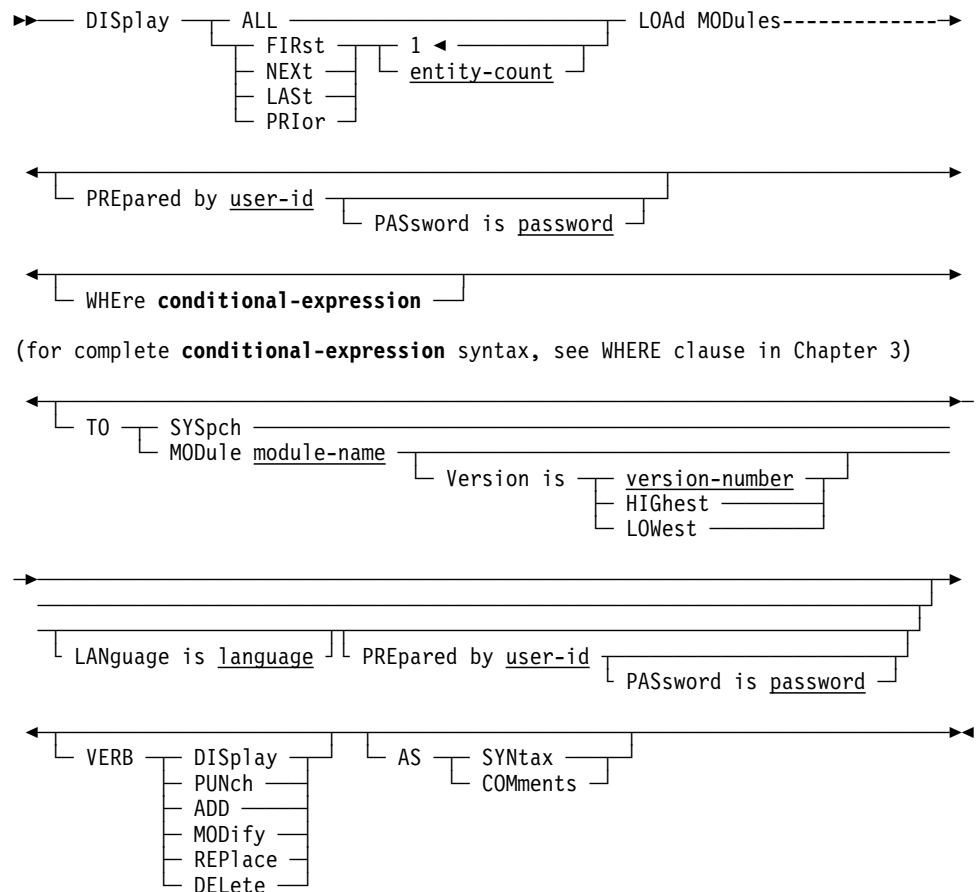 DISplay ALL LOAd MODules
FIRst 1
NEXt entity-count
LASt
PRIor
PREpared by user-id
PASsword is password
WHEre conditional-expression
(for complete conditional-expression syntax, see WHERE clause in Chapter 3)
TO SYSpch
MODule module-name
Version is version-number
HIGhest
LOWest
LANguage is language PREpared by user-id
PASsword is password
VERB DISplay AS SYNtax
PUNch COMments
ADD
MODify
REPlace
DELete